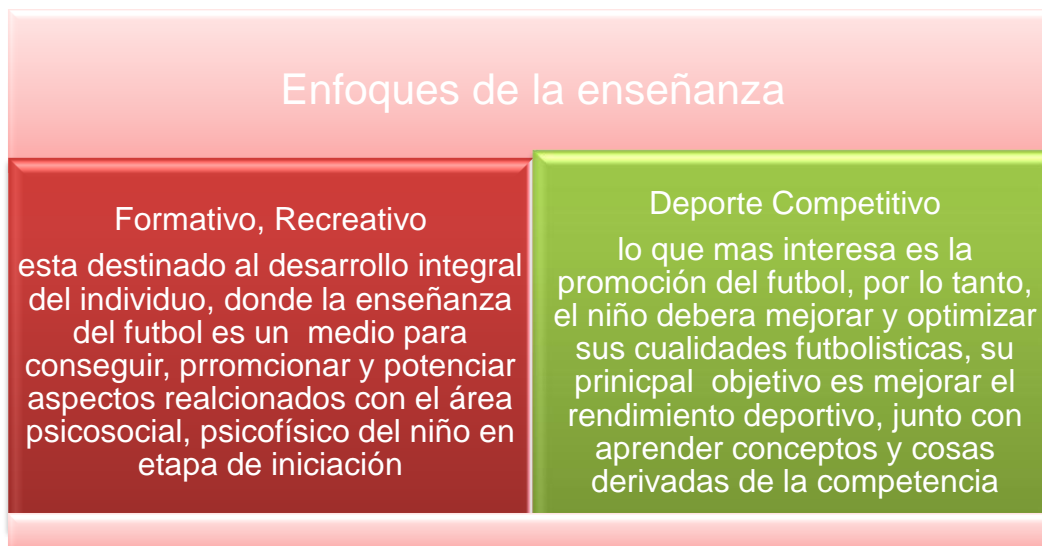 Enfoques de la enseñanza
Formativo, Recreativo
esta destinado al desarrollo integral
del individuo, donde la enseñanza
del futbol es un medio para
conseguir, prromcionar y potenciar
aspectos realcionados con el área
psicosocial, psicofísico del niño en
etapa de iniciación
Deporte Competitivo
lo que mas interesa es la
promoción del futbol, por lo tanto,
el niño debera mejorar y optimizar
sus cualidades futbolisticas, su
prinicpal objetivo es mejorar el
rendimiento deportivo, junto con
aprender conceptos y cosas
derivadas de la competencia